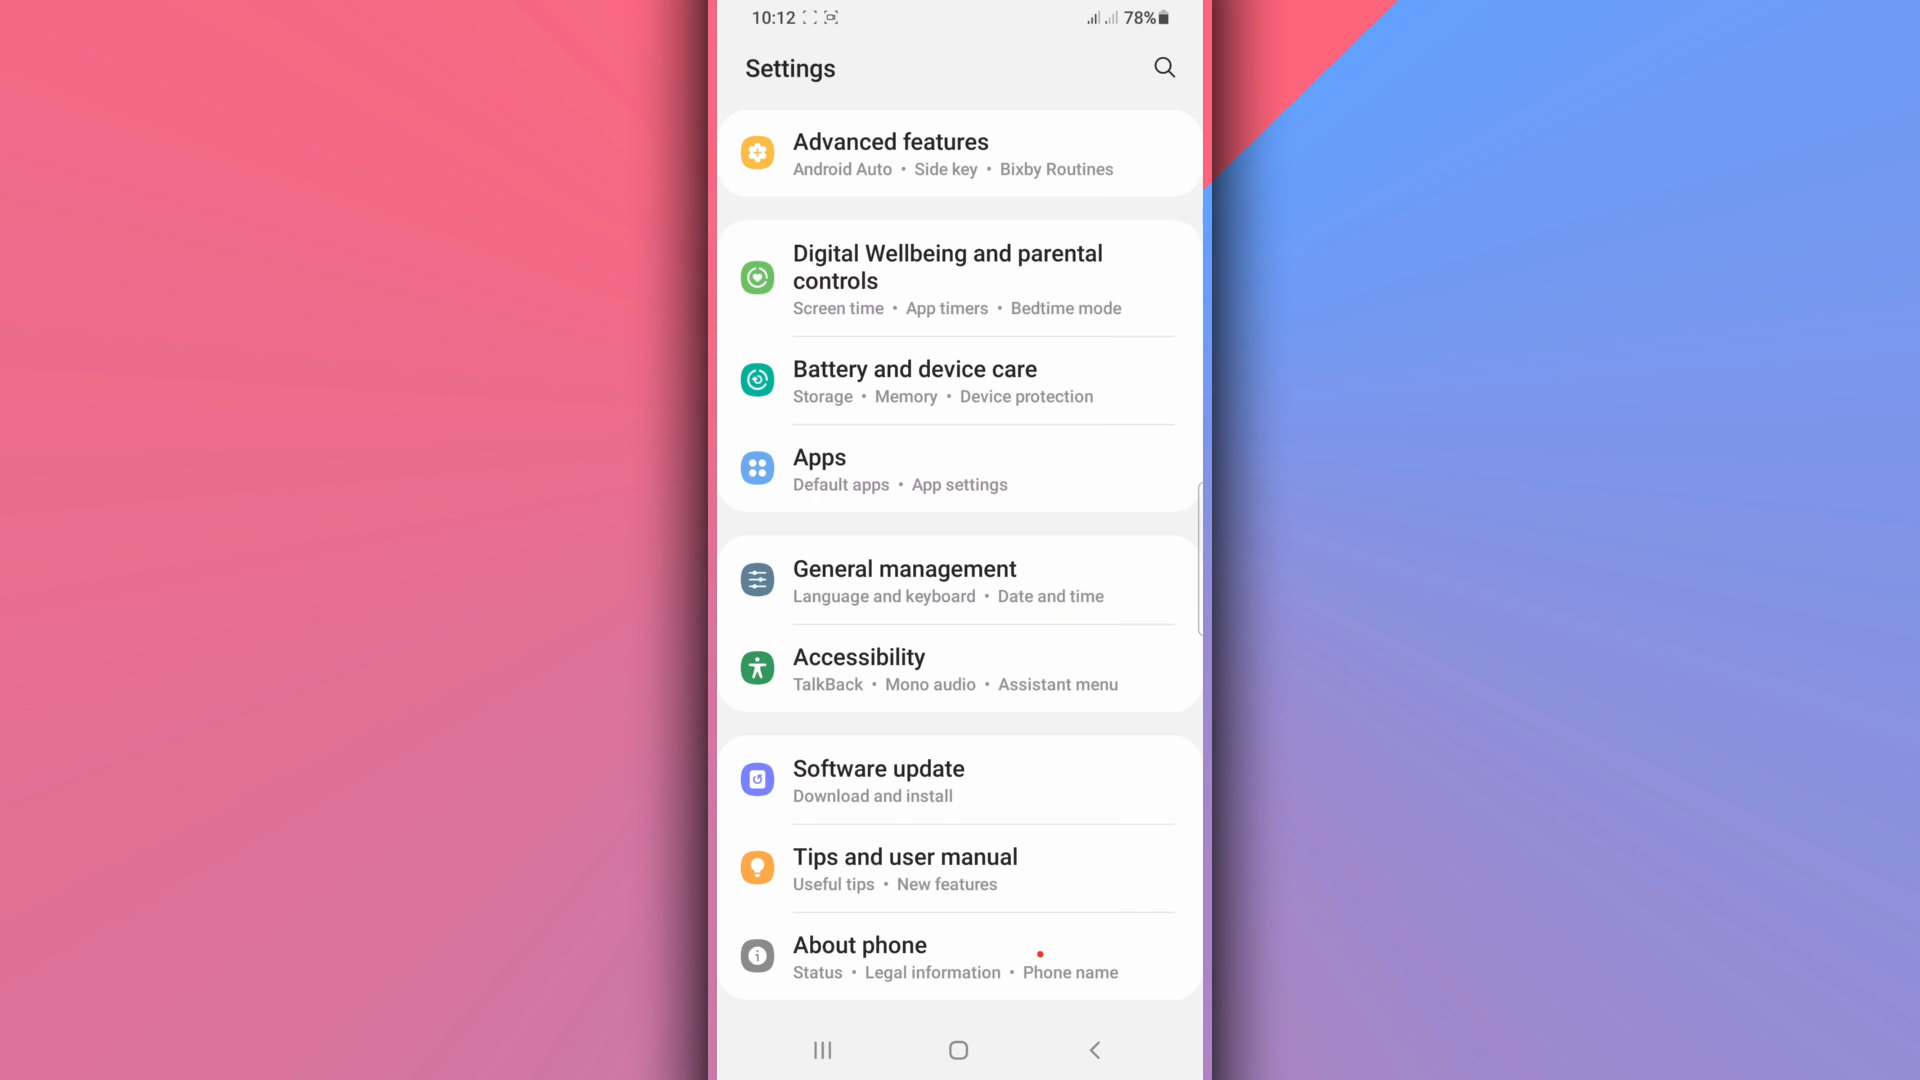 10:12
78%
Settings
Advanced features
Android Auto • Side key • Bixby Routines
Digital Wellbeing and parental
controls
Screen time • App timers • Bedtime mode
Battery and device care
Storage • Memory • Device protection
Apps
Default apps • App settings
General management
Language and keyboard • Date and time
Accessibility
TalkBack • Mono audio • Assistant menu
Software update
Download and install
Tips and user manual
Useful tips • New features
About phone
Status • Legal information • Phone name